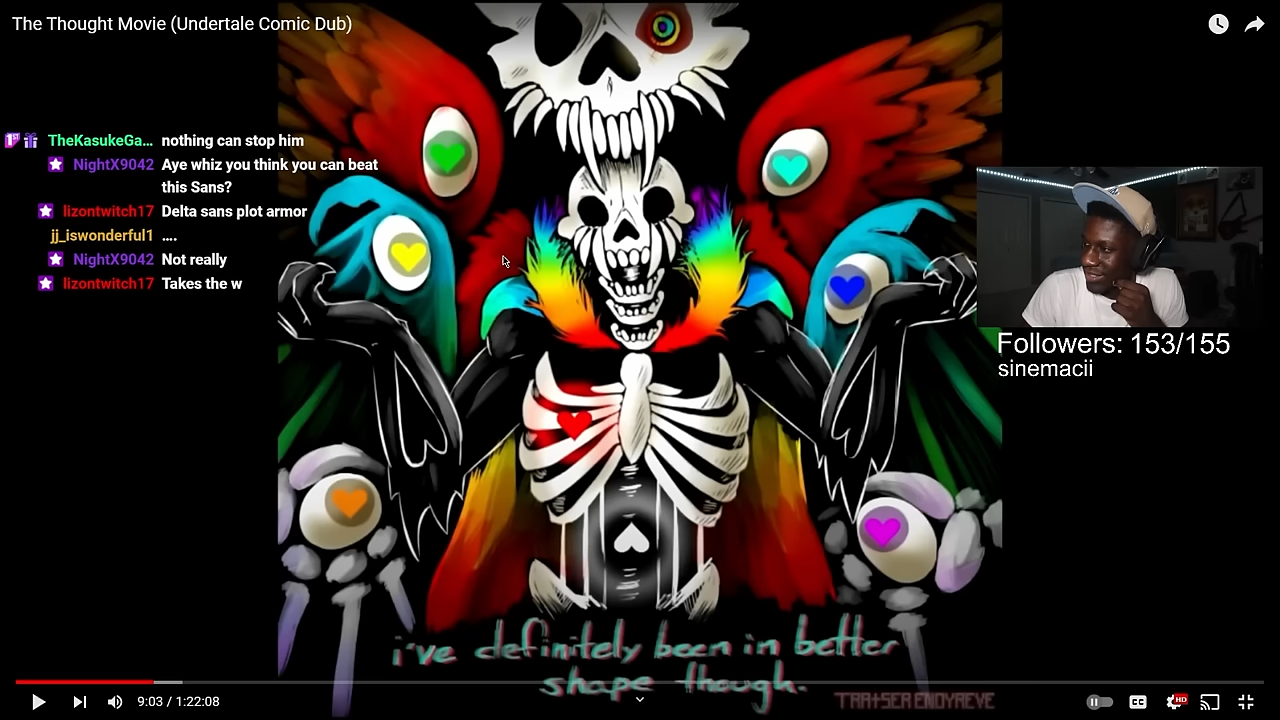 The Thought Movie (Undertale Comic Dub)
TheKasukeGa... nothing can stop him
NightX9042 Aye whiz you think you can beat
this Sans?
lizontwitch17 Delta sans plot armor
jj_iswonderful1 ....
NightX9042 Not really
lizontwitch17 Takes the w
Followers: 153/155
sinemacii
i've definitely been in better
shape though.
9:03 / 1:22:08
CC
HD